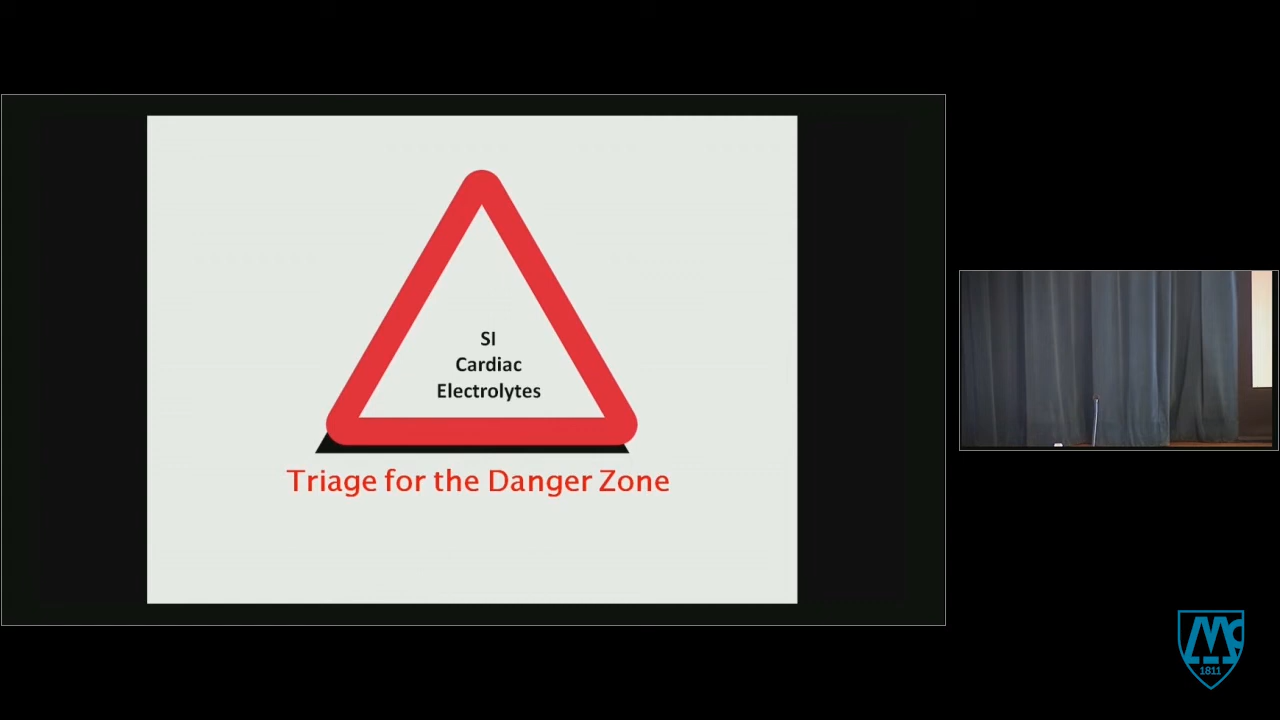 SI
Cardiac
Electrolytes
Triage for the Danger Zone
1811